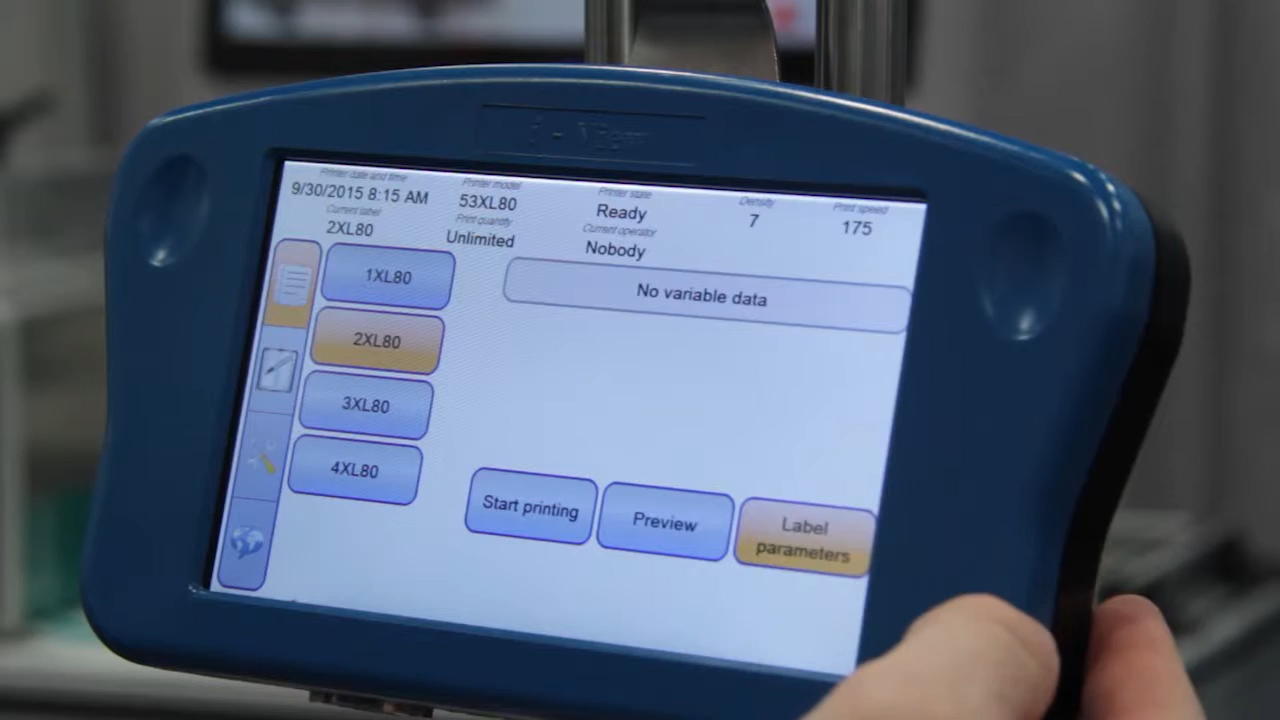 i - View
Printer date and time
9/30/2015 8:15 AM
Current label
2XL80
Printer model
53XL80
Print quantity
Unlimited
Printer state
Ready
Current operator
Nobody
Density
7
Print speed
175
1XL80
2XL80
3XL80
4XL80
No variable data
Start printing
Preview
Label
parameters